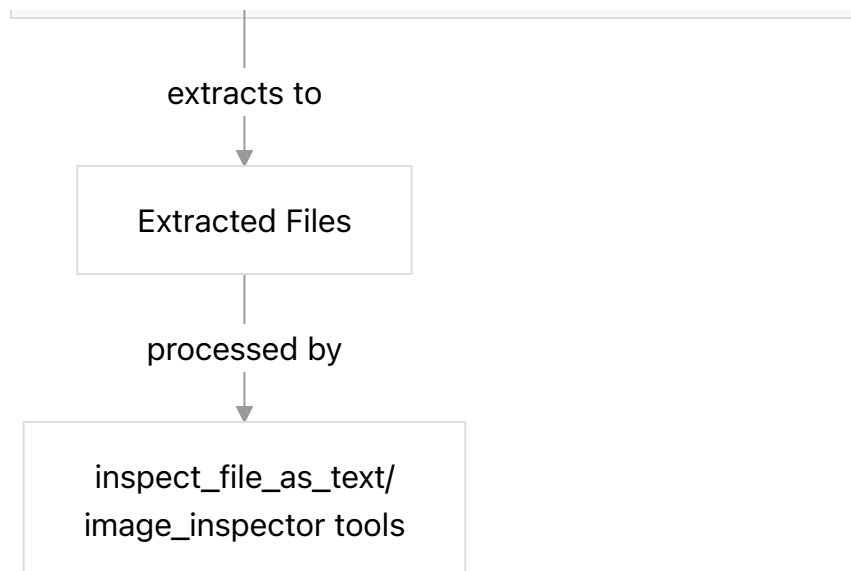 extracts to
Extracted Files
processed by
inspect_file_as_text/
image_inspector tools